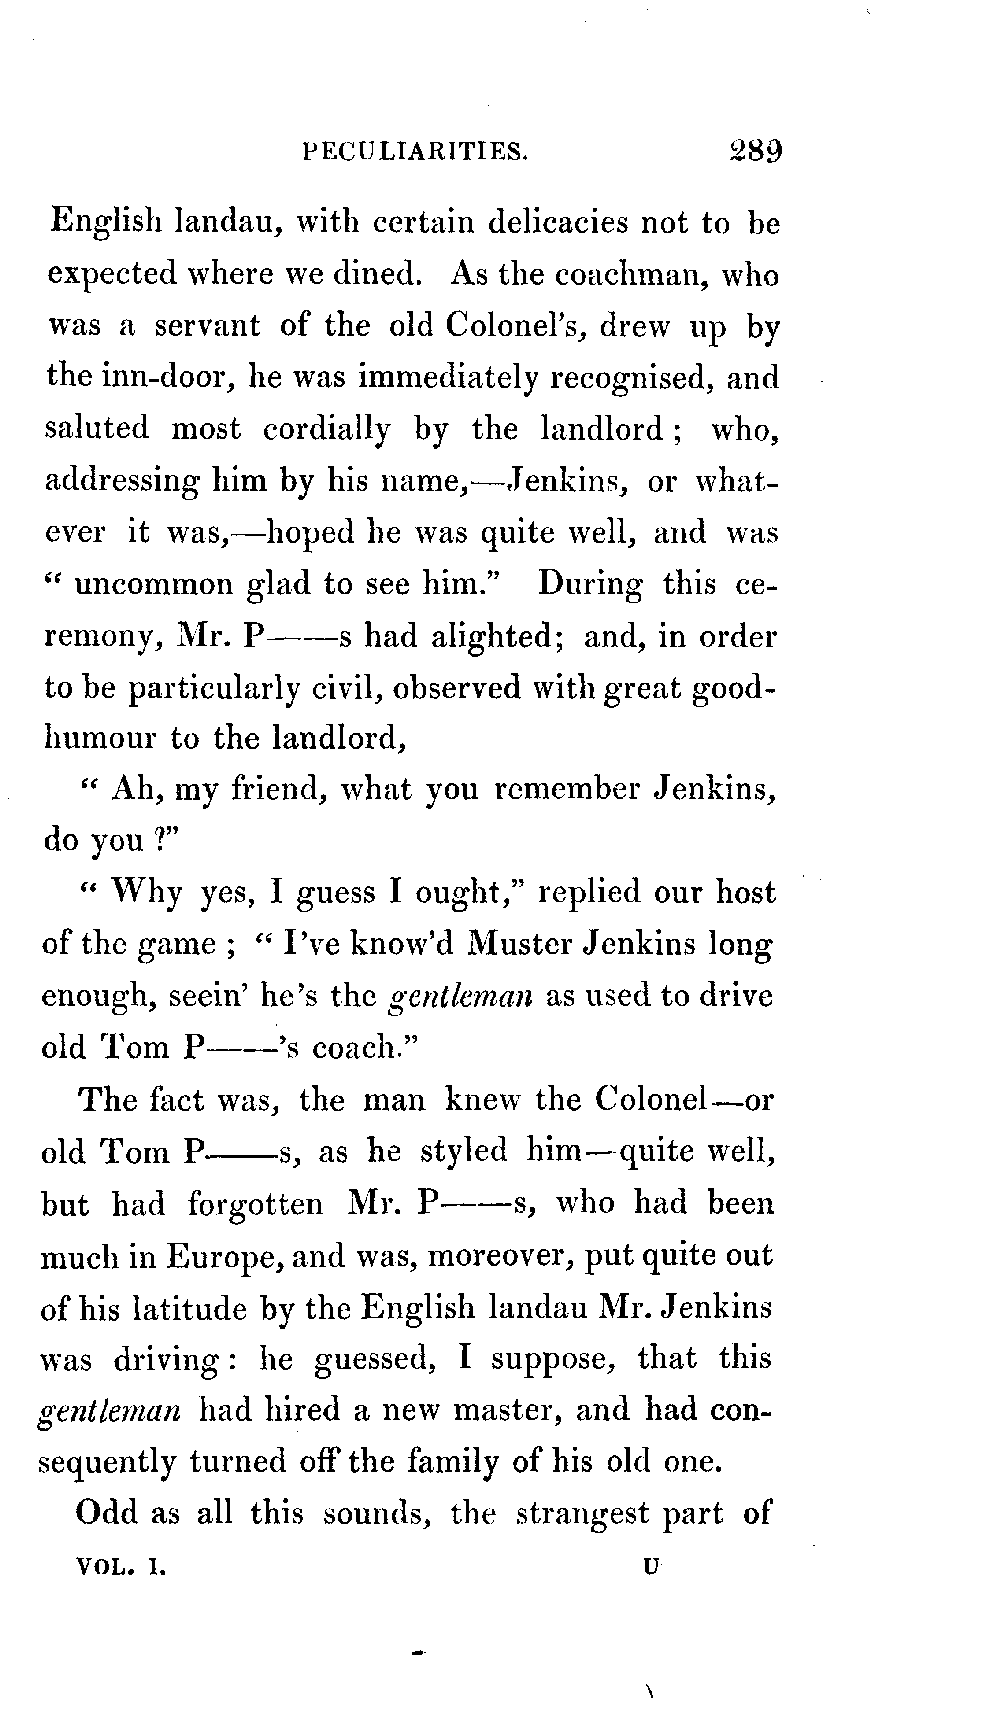 PECULIARITIES. 289
English landau, with certain delicacies not to be
expected where we dined. As the coachman, who
was a servant of the old Colonel's, drew up by
the inn-door, he was immediately recognised, and
saluted most cordially by the landlord ; who,
addressing him by his name,—Jenkins, or what-
ever it was,—hoped he was quite well, and was
“ uncommon glad to see him.” During this ce-
remony, Mr. P——s had alighted; and, in order
to be particularly civil, observed with great good-
humour to the landlord,
“ Ah, my friend, what you remember Jenkins,
do you ?”
“ Why yes, I guess I ought,” replied our host
of the game ; “ I've know'd Muster Jenkins long
enough, seein' he's the gentleman as used to drive
old Tom P——'s coach.”
The fact was, the man knew the Colonel—or
old Tom P——s, as he styled him—quite well,
but had forgotten Mr. P——s, who had been
much in Europe, and was, moreover, put quite out
of his latitude by the English landau Mr. Jenkins
was driving : he guessed, I suppose, that this
gentleman had hired a new master, and had con-
sequently turned off the family of his old one.
Odd as all this sounds, the strangest part of
VOL. I. U